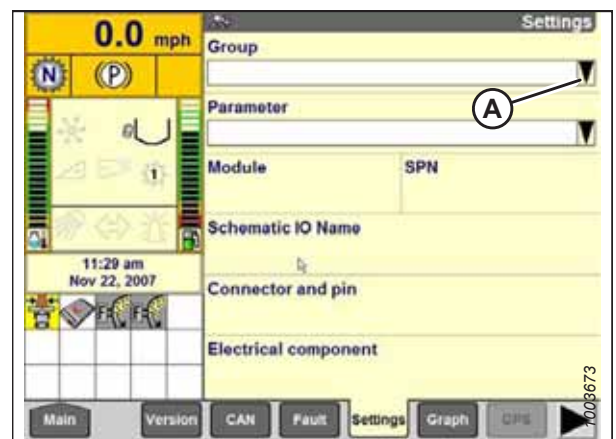 0.0 mph
Settings
N
(P)
Group
A
Parameter
Module
SPN
1
Schematic IO Name
11:29 am
Nov 22, 2007
Connector and pin
Electrical component
1003673
Main
Version
CAN
Fault
Settings
Graph
GPS